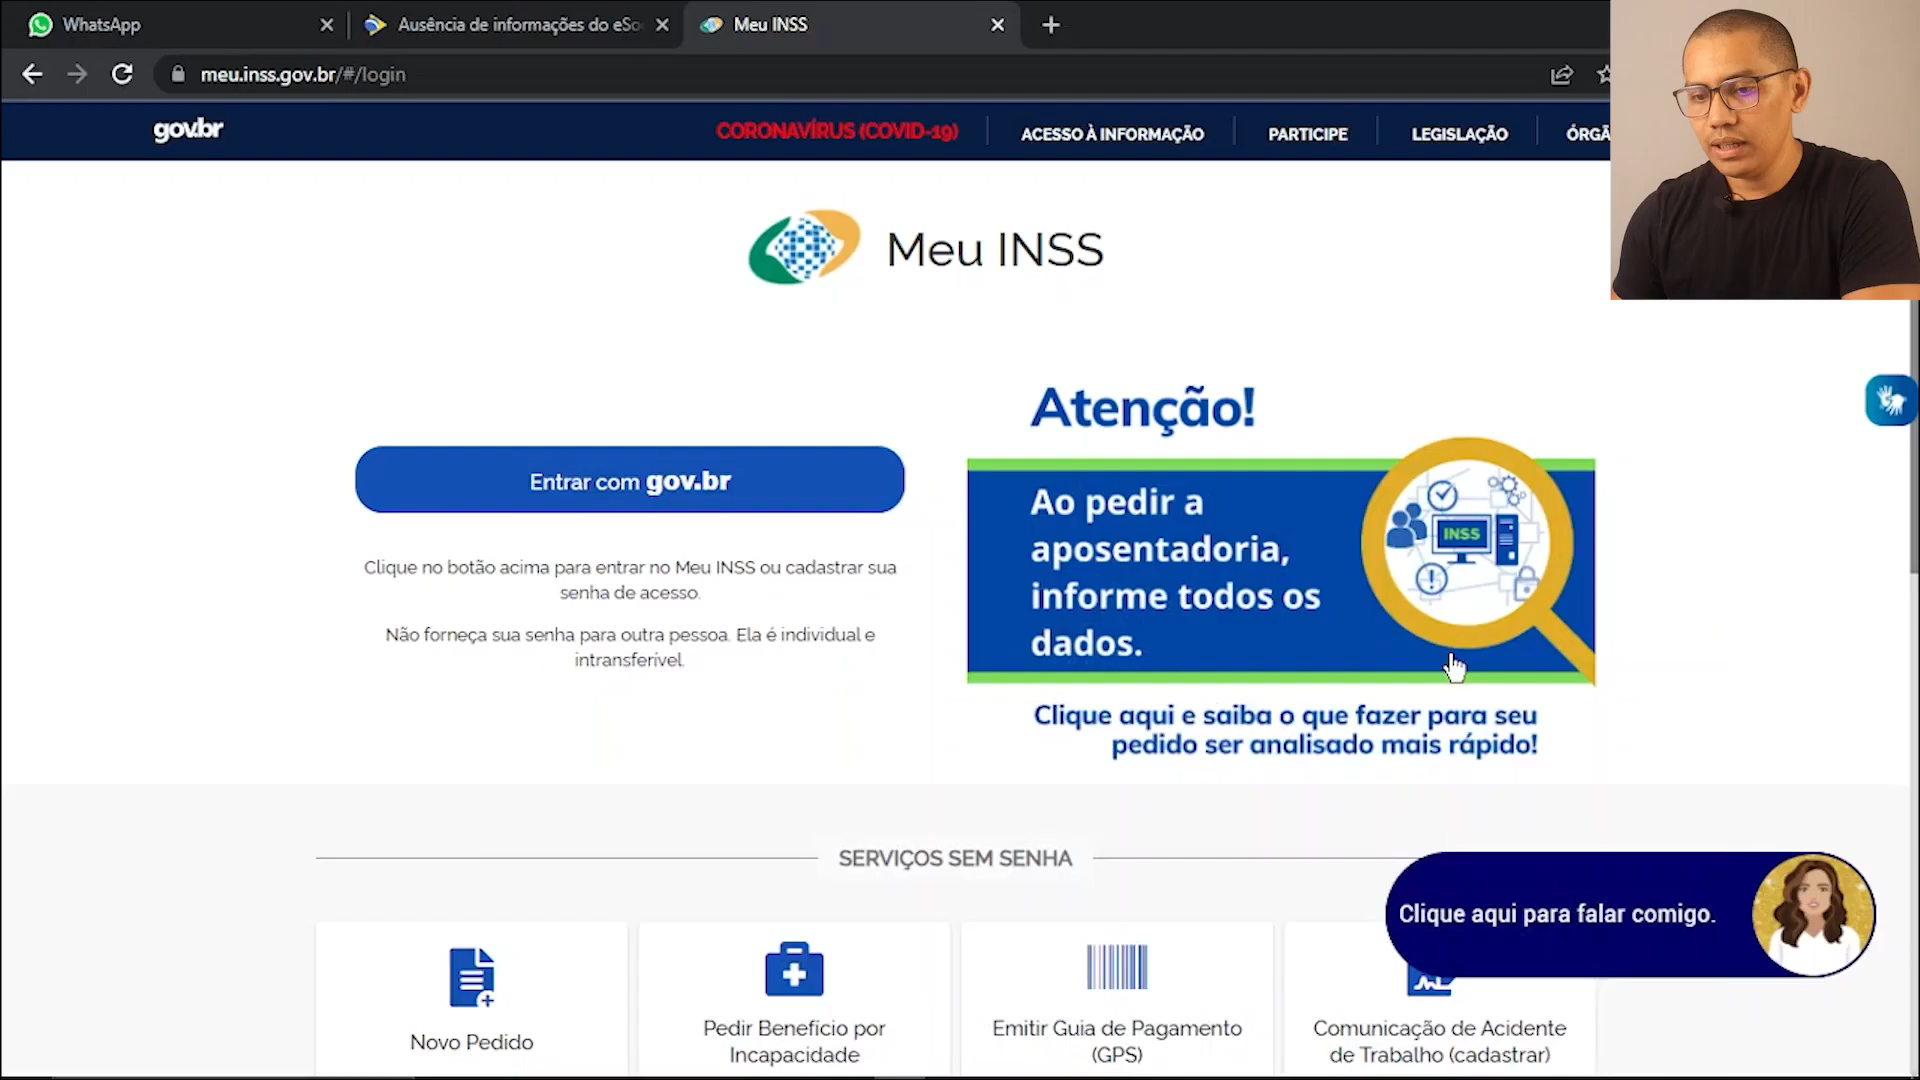 WhatsApp
Ausência de informações do eSo
Meu INSS
meu.inss.gov.br/#/login
gov.br
CORONAVÍRUS (COVID-19)
ACESSO À INFORMAÇÃO
PARTICIPE
LEGISLAÇÃO
ÓRGÃ
Meu INSS
Entrar com gov.br
Clique no botão acima para entrar no Meu INSS ou cadastrar sua
senha de acesso.
Não forneça sua senha para outra pessoa. Ela é individual e
intransferível.
Atenção!
Ao pedir a
aposentadoria,
informe todos os
dados.
INSS
Clique aqui e saiba o que fazer para seu
pedido ser analisado mais rápido!
SERVIÇOS SEM SENHA
Clique aqui para falar comigo.
Novo Pedido
Pedir Benefício por
Incapacidade
Emitir Guia de Pagamento
(GPS)
Comunicação de Acidente
de Trabalho (cadastrar)